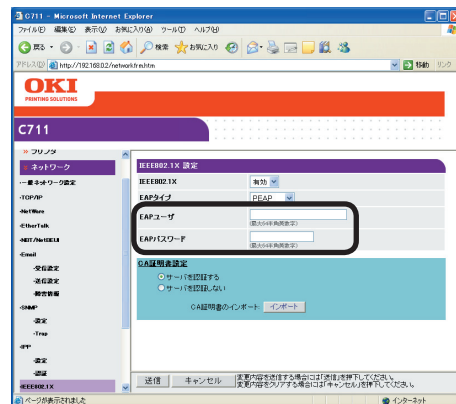 C711 - Microsoft Internet Explorer
ファイル(F) 編集(E) 表示(V) お気に入り(A) ツール(T) ヘルプ(H)
戻る 検索 お気に入り
アドレス(D) http://192.168.0.2/networkfrm.htm 移動 リンク
OKI
PRINTING SOLUTIONS
C711
プリンタ
ネットワーク
一般ネットワーク設定
TCP/IP
NetWare
EtherTalk
NBT/NetBEUI
Email
受信設定
送信設定
障害情報
SNMP
設定
Trap
IPP
設定
認証
IEEE802.1X
IEEE802.1X 設定
IEEE802.1X 有効
EAPタイプ PEAP
EAPユーザ
(最大64半角英数字)
EAPパスワード
(最大64半角英数字)
CA証明書設定
サーバを認証する
サーバを認証しない
CA証明書のインポート: インポート
送信 キャンセル
変更内容を送信する場合には「送信」を押下してください。
変更内容をクリアする場合には「キャンセル」を押下してください。
ページが表示されました インターネット